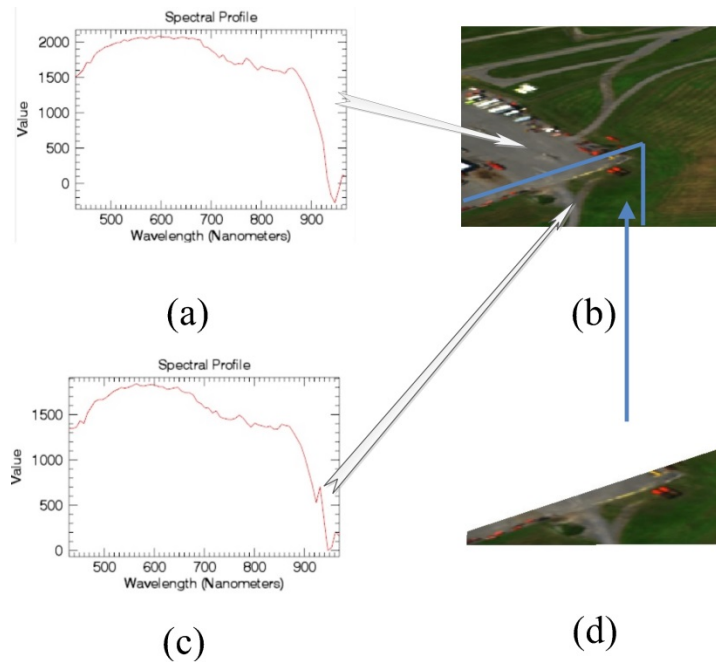 Spectral Profile
Value
2000
1500
1000
500
0
500 600 700 800 900
Wavelength (Nanometers)
(a)
(b)
Spectral Profile
Value
1500
1000
500
0
500 600 700 800 900
Wavelength (Nanometers)
(c)
(d)